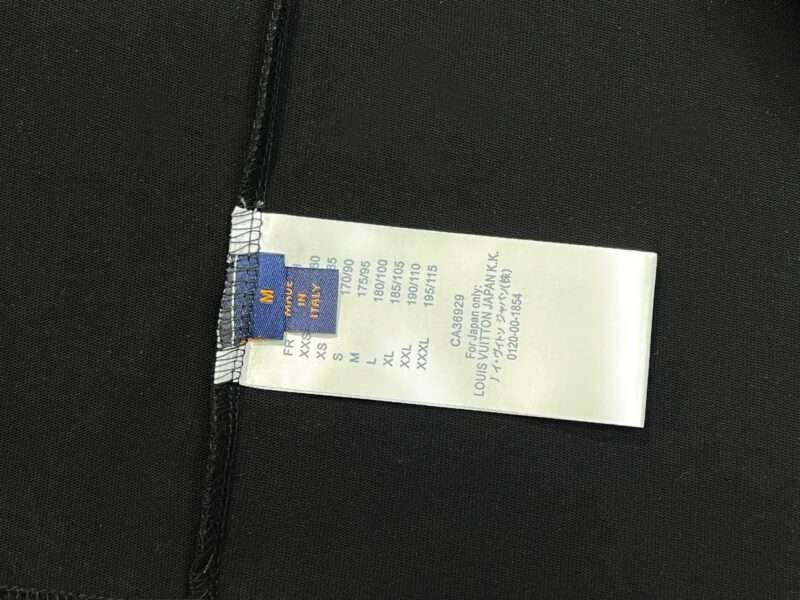 M
MADE
IN
ITALY
FR
XXS
XS
S 170/90
M 175/95
L 180/100
XL 185/105
XXL 190/110
XXXL 195/115
CA36929
For Japan only:
LOUIS VUITTON JAPAN K.K.
ノイ・ヴィトン ジャパン(株)
0120-00-1854